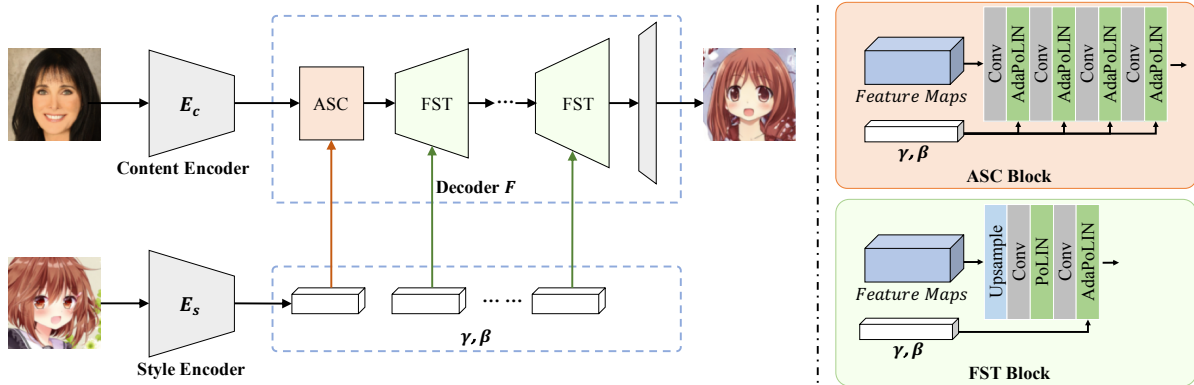 E_c
Content Encoder
ASC
FST
...
FST
Decoder F
E_s
Style Encoder
... ...
γ, β
Feature Maps
Conv
AdaPoLIN
Conv
AdaPoLIN
Conv
AdaPoLIN
Conv
AdaPoLIN
γ, β
ASC Block
Feature Maps
Upsample
Conv
PoLIN
Conv
AdaPoLIN
γ, β
FST Block